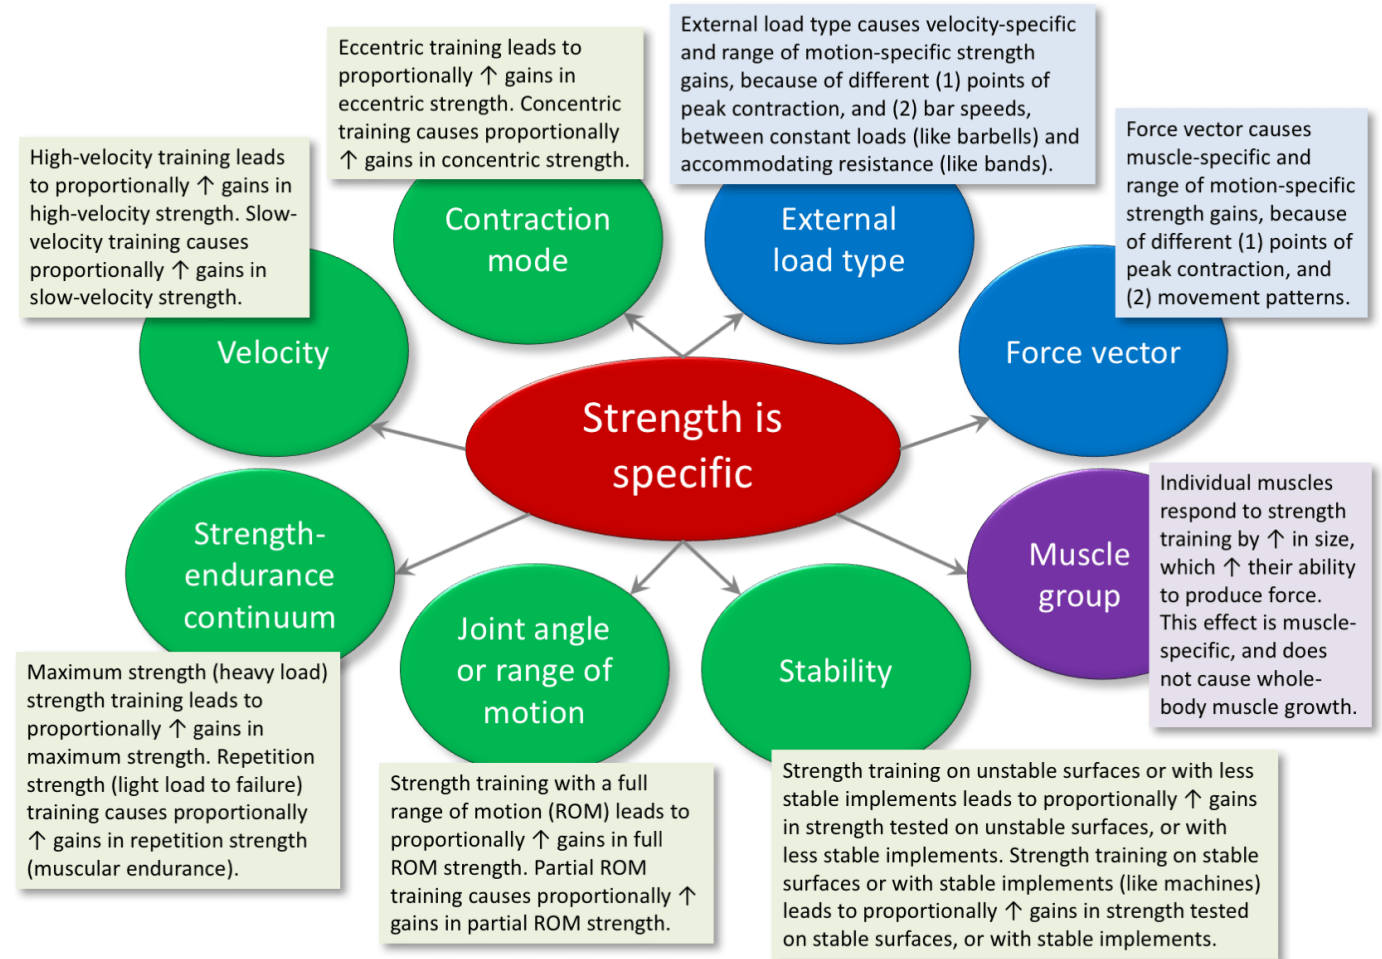 Eccentric training leads to
proportionally ↑ gains in
eccentric strength. Concentric
training causes proportionally
↑ gains in concentric strength.
External load type causes velocity-specific
and range of motion-specific strength
gains, because of different (1) points of
peak contraction, and (2) bar speeds,
between constant loads (like barbells) and
accommodating resistance (like bands).
Force vector causes
muscle-specific and
range of motion-specific
strength gains, because
of different (1) points of
peak contraction, and
(2) movement patterns.
High-velocity training leads
to proportionally ↑ gains in
high-velocity strength. Slow-
velocity training causes
proportionally ↑ gains in
slow-velocity strength.
Contraction
mode
External
load type
Velocity
Force vector
Strength is
specific
Strength-
endurance
continuum
Muscle
group
Individual muscles
respond to strength
training by ↑ in size,
which ↑ their ability
to produce force.
This effect is muscle-
specific, and does
not cause whole-
body muscle growth.
Joint angle
or range of
motion
Stability
Maximum strength (heavy load)
strength training leads to
proportionally ↑ gains in
maximum strength. Repetition
strength (light load to failure)
training causes proportionally
↑ gains in repetition strength
(muscular endurance).
Strength training with a full
range of motion (ROM) leads to
proportionally ↑ gains in full
ROM strength. Partial ROM
training causes proportionally ↑
gains in partial ROM strength.
Strength training on unstable surfaces or with less
stable implements leads to proportionally ↑ gains
in strength tested on unstable surfaces, or with
less stable implements. Strength training on stable
surfaces or with stable implements (like machines)
leads to proportionally ↑ gains in strength tested
on stable surfaces, or with stable implements.